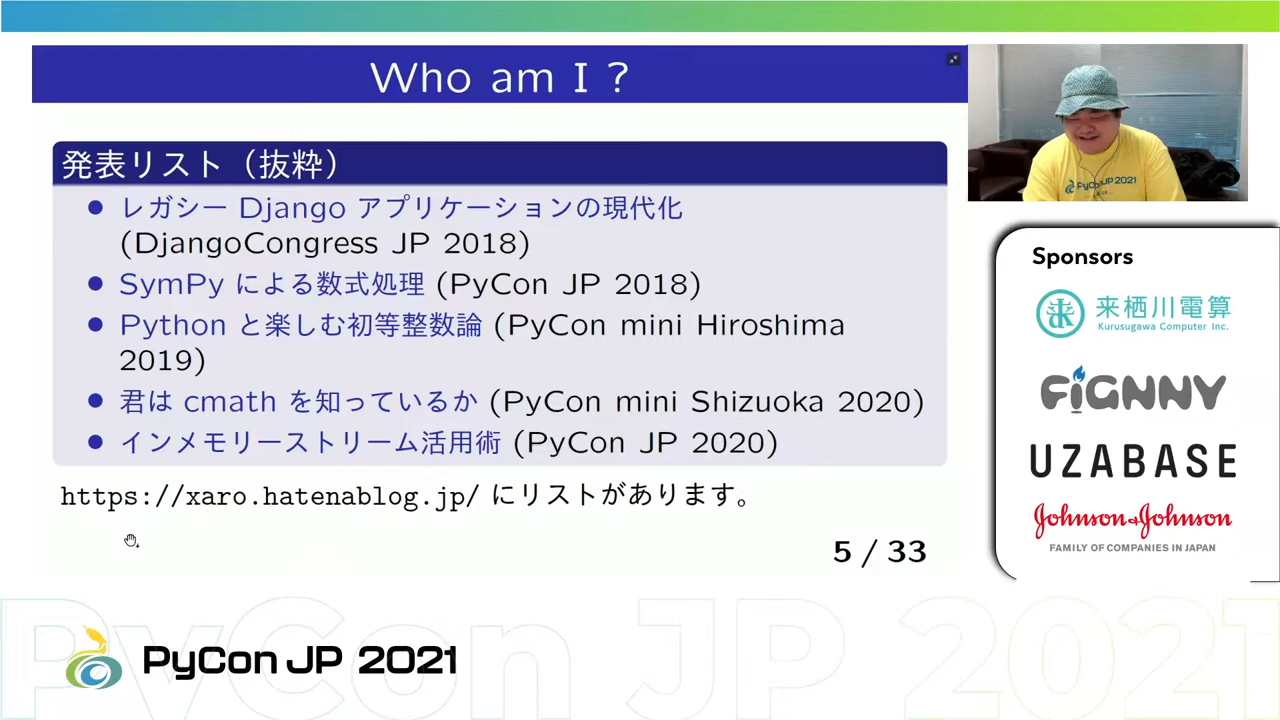 Who am I ?
発表リスト（抜粋）
レガシー Django アプリケーションの現代化
(DjangoCongress JP 2018)
SymPy による数式処理 (PyCon JP 2018)
Python と楽しむ初等整数論 (PyCon mini Hiroshima
2019)
君は cmath を知っているか (PyCon mini Shizuoka 2020)
インメモリーストリーム活用術 (PyCon JP 2020)
https://xaro.hatenablog.jp/ にリストがあります。
5 / 33
PyCon JP 2021
Sponsors
来栖川電算
Kurusugawa Computer Inc.
FiGNNY
UZABASE
Johnson&Johnson
FAMILY OF COMPANIES IN JAPAN
PyCon JP 2021
PyCon JP 2021